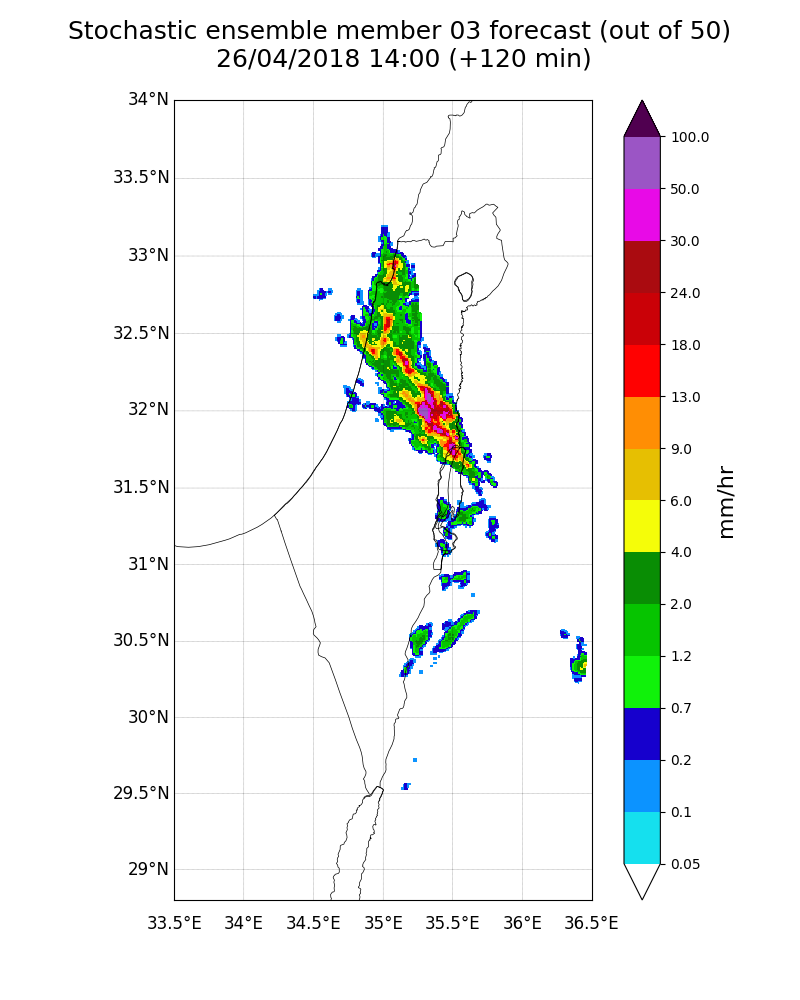 Stochastic ensemble member 03 forecast (out of 50)
26/04/2018 14:00 (+120 min)
34°N
33.5°N
33°N
32.5°N
32°N
31.5°N
31°N
30.5°N
30°N
29.5°N
29°N
33.5°E
34°E
34.5°E
35°E
35.5°E
36°E
36.5°E
100.0
50.0
30.0
24.0
18.0
13.0
9.0
6.0
4.0
2.0
1.2
0.7
0.2
0.1
0.05
mm/hr